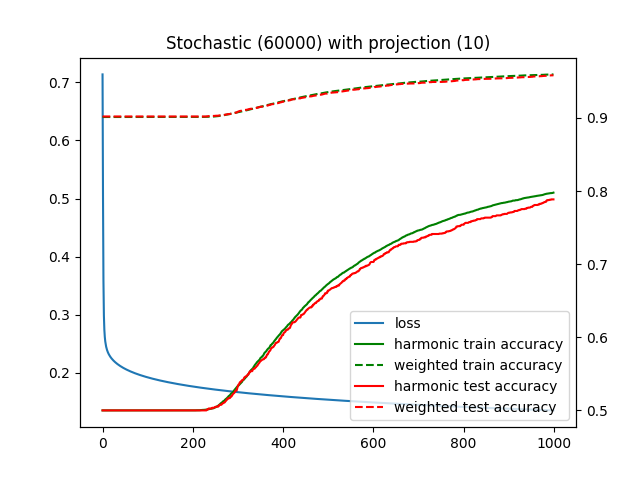 Stochastic (60000) with projection (10)
0.7
0.6
0.5
0.4
0.3
0.2
0.9
0.8
0.7
0.6
0.5
loss
harmonic train accuracy
weighted train accuracy
harmonic test accuracy
weighted test accuracy
0 200 400 600 800 1000